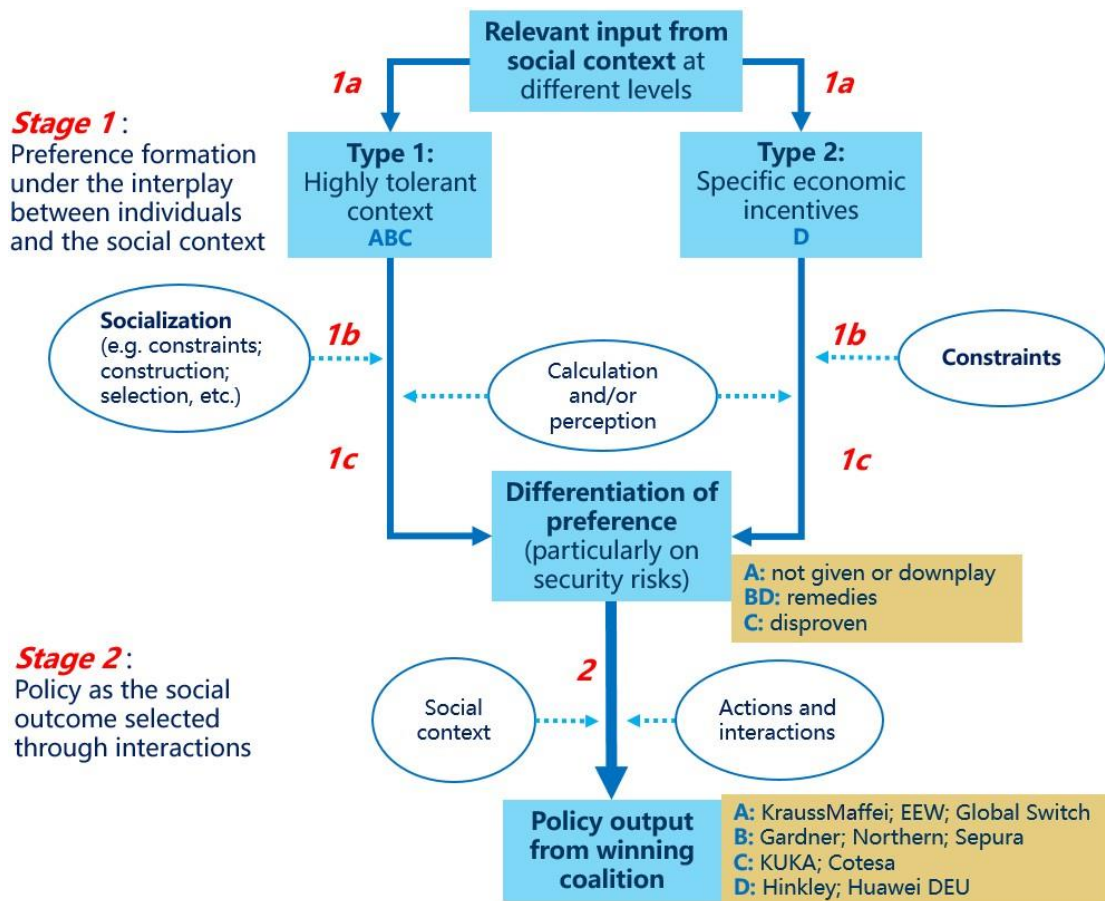 Relevant input from
social context at
different levels
1a
1a
Stage 1 :
Preference formation
under the interplay
between individuals
and the social context
Type 1:
Highly tolerant
context
ABC
Type 2:
Specific economic
incentives
D
Socialization
(e.g. constraints;
construction;
selection, etc.)
1b
Calculation
and/or
perception
1b
Constraints
1c
1c
Differentiation of
preference
(particularly on
security risks)
A: not given or downplay
BD: remedies
C: disproven
Stage 2 :
Policy as the social
outcome selected
through interactions
2
Social
context
Actions and
interactions
Policy output
from winning
coalition
A: KraussMaffei; EEW; Global Switch
B: Gardner; Northern; Sepura
C: KUKA; Cotesa
D: Hinkley; Huawei DEU